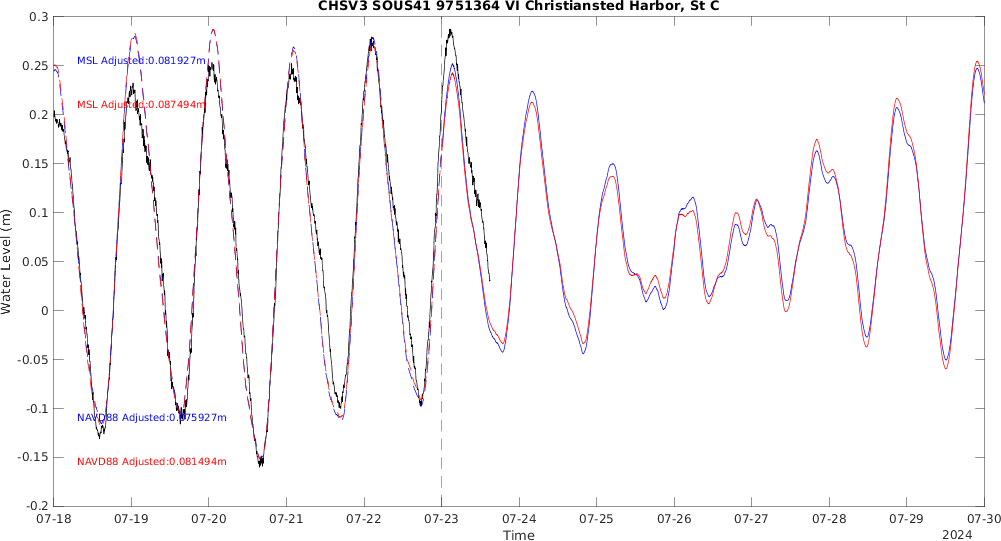 CHSV3 SOUS41 9751364 VI Christiansted Harbor, St C
0.3
0.25
0.2
0.15
0.1
0.05
0
-0.05
-0.1
-0.15
-0.2
Water Level (m)
MSL Adjusted:0.081927m
MSL Adjusted:0.087494m
NAVD88 Adjusted:0.075927m
NAVD88 Adjusted:0.081494m
07-18 07-19 07-20 07-21 07-22 07-23 07-24 07-25 07-26 07-27 07-28 07-29 07-30
Time
2024